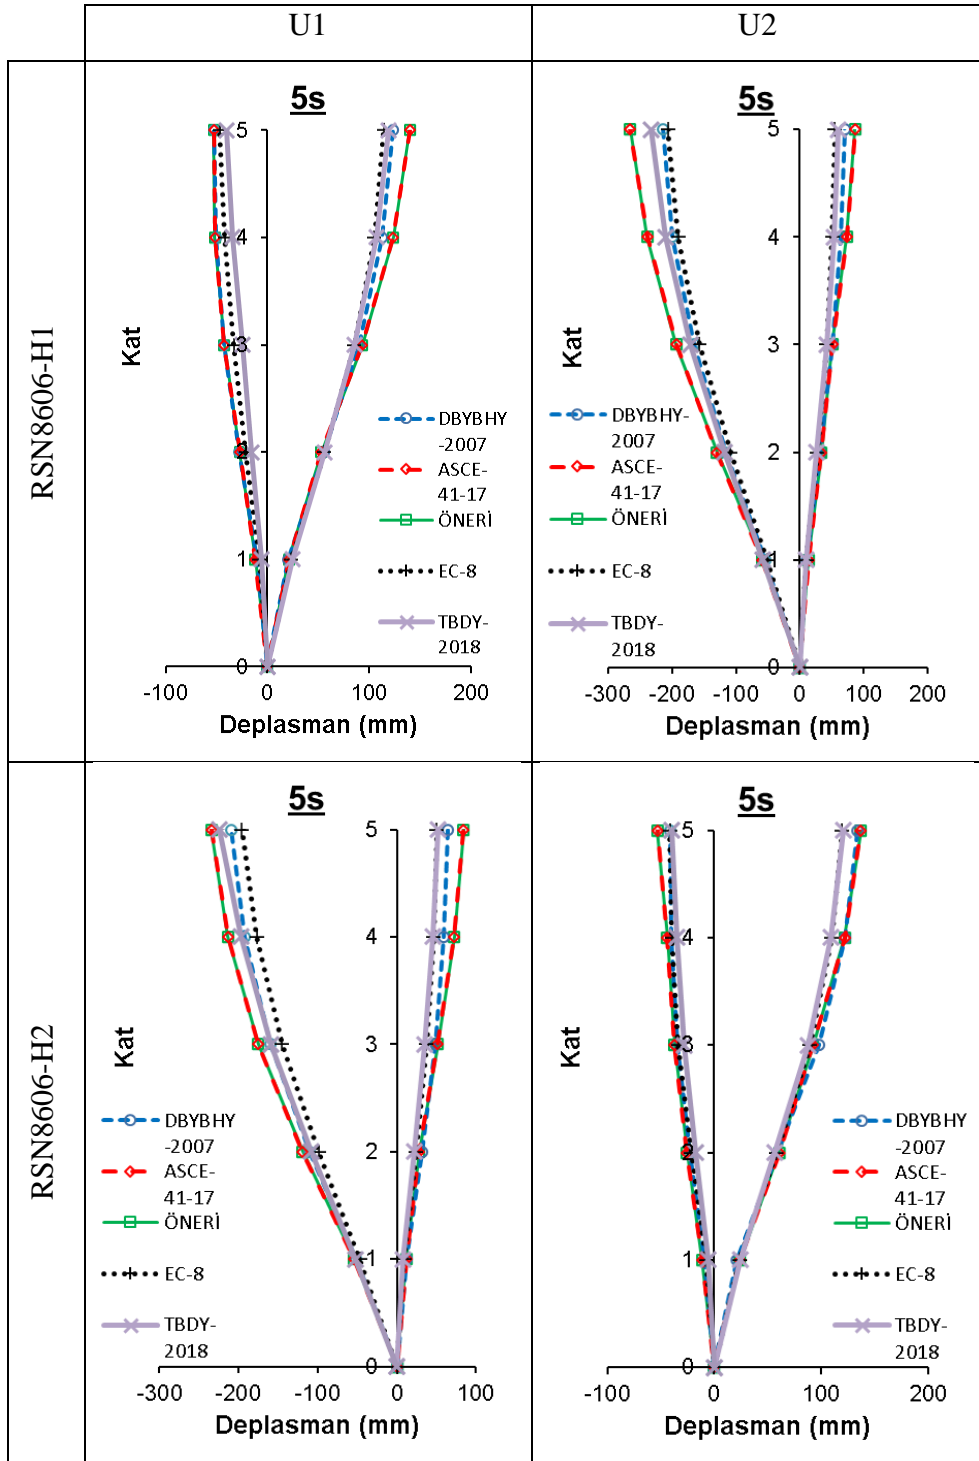 U1
U2
RSN8606-H1
5s
5
4
3
2
1
0
Kat
DBYBHY
-2007
ASCE-
41-17
ÖNERİ
EC-8
TBDY-
2018
-100
0
100
200
Deplasman (mm)
5s
5
4
3
2
1
0
Kat
DBYBHY-
2007
ASCE-
41-17
ÖNERİ
EC-8
TBDY-
2018
-300
-200
-100
0
100
200
Deplasman (mm)
RSN8606-H2
5s
5
4
3
2
1
0
Kat
DBYBHY
-2007
ASCE-
41-17
ÖNERİ
EC-8
TBDY-
2018
-300
-200
-100
0
100
Deplasman (mm)
5s
5
4
3
2
1
0
Kat
DBYBHY
-2007
ASCE-
41-17
ÖNERİ
EC-8
TBDY-
2018
-100
0
100
200
Deplasman (mm)